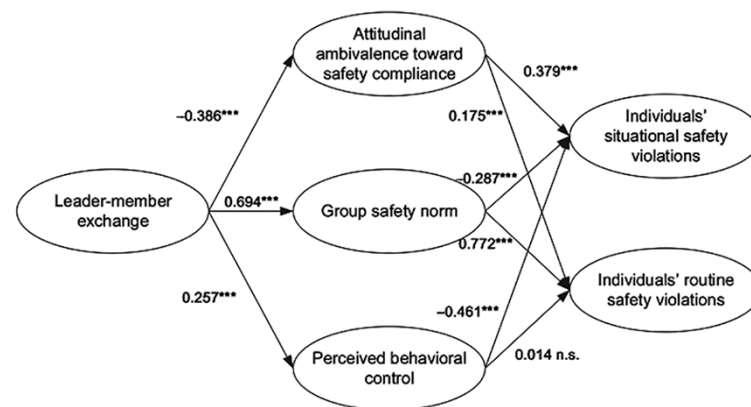 Attitudinal
ambivalence toward
safety compliance
0.379***
−0.386***
0.175***
Individuals'
situational safety
violations
−0.287***
Leader-member
exchange
0.694***
Group safety norm
0.772***
Individuals' routine
safety violations
0.257***
−0.461***
0.014 n.s.
Perceived behavioral
control